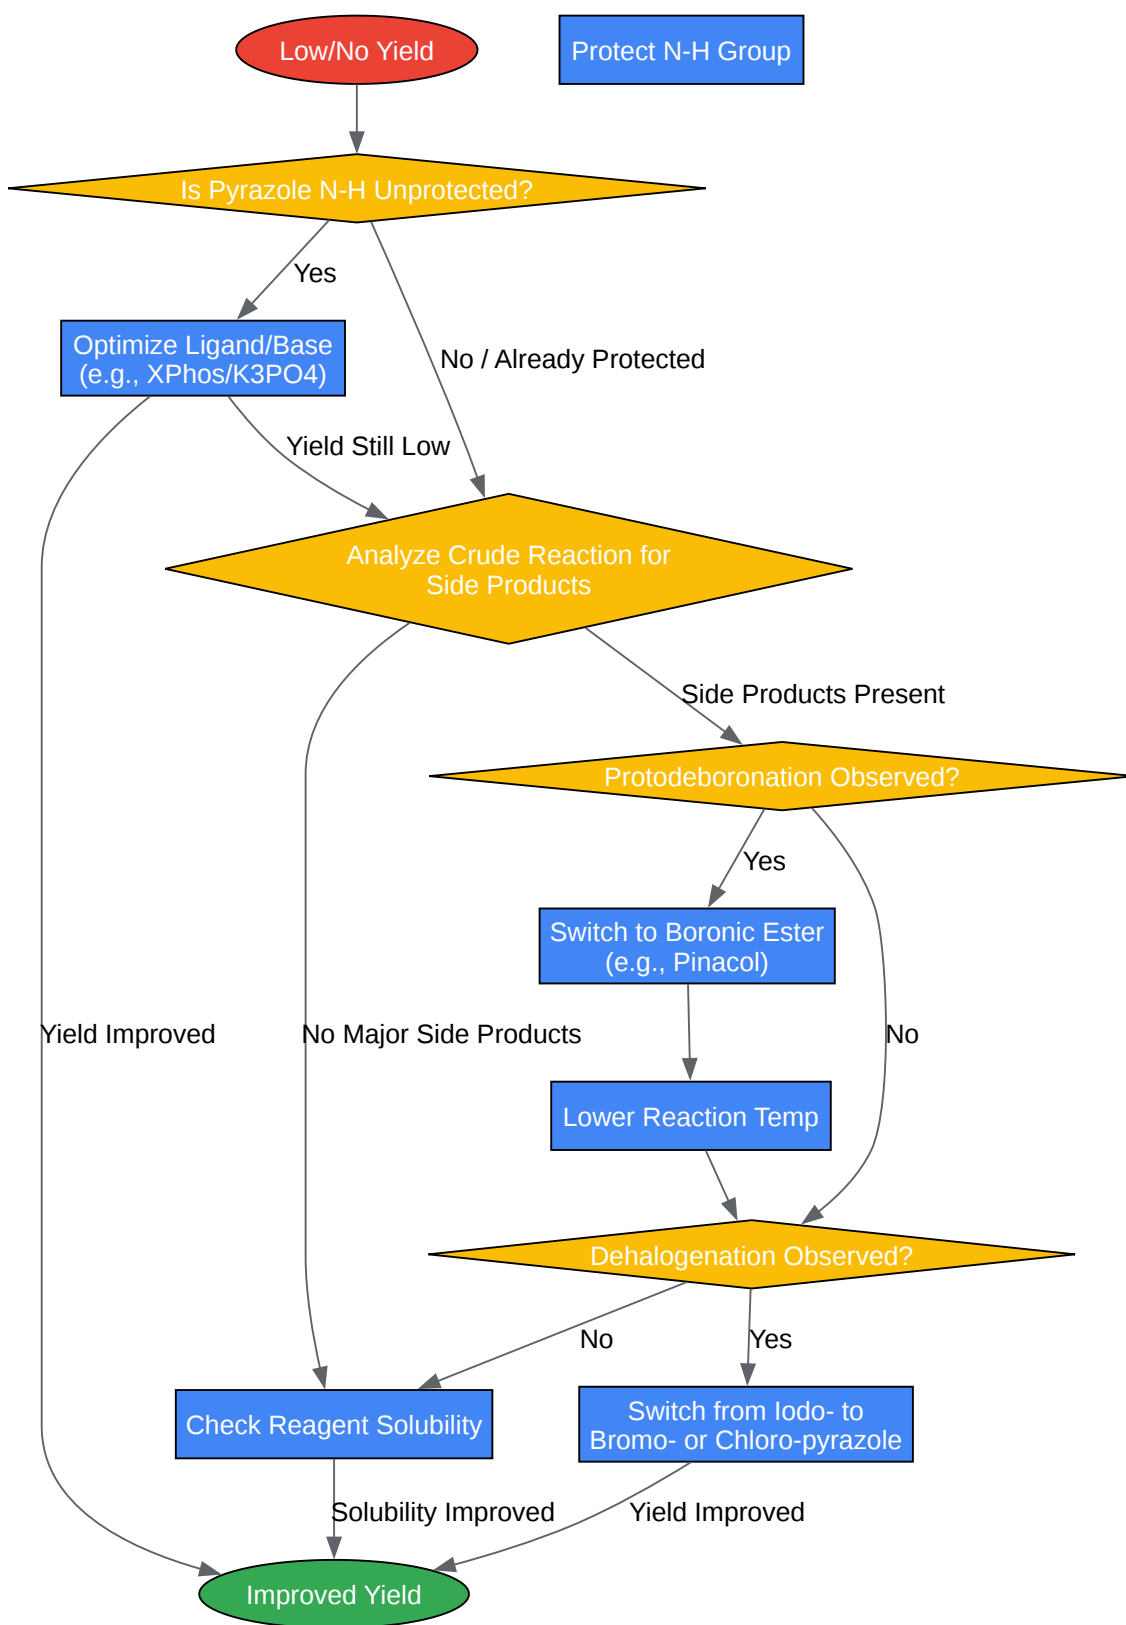 Low/No Yield
Protect N-H Group
Is Pyrazole N-H Unprotected?
Yes
Optimize Ligand/Base
(e.g., XPhos/K3PO4)
No / Already Protected
Yield Still Low
Analyze Crude Reaction for
Side Products
Side Products Present
Protodeboronation Observed?
Yes
Switch to Boronic Ester
(e.g., Pinacol)
Yield Improved
No Major Side Products
No
Lower Reaction Temp
Dehalogenation Observed?
No
Yes
Check Reagent Solubility
Switch from Iodo- to
Bromo- or Chloro-pyrazole
Solubility Improved
Yield Improved
Improved Yield